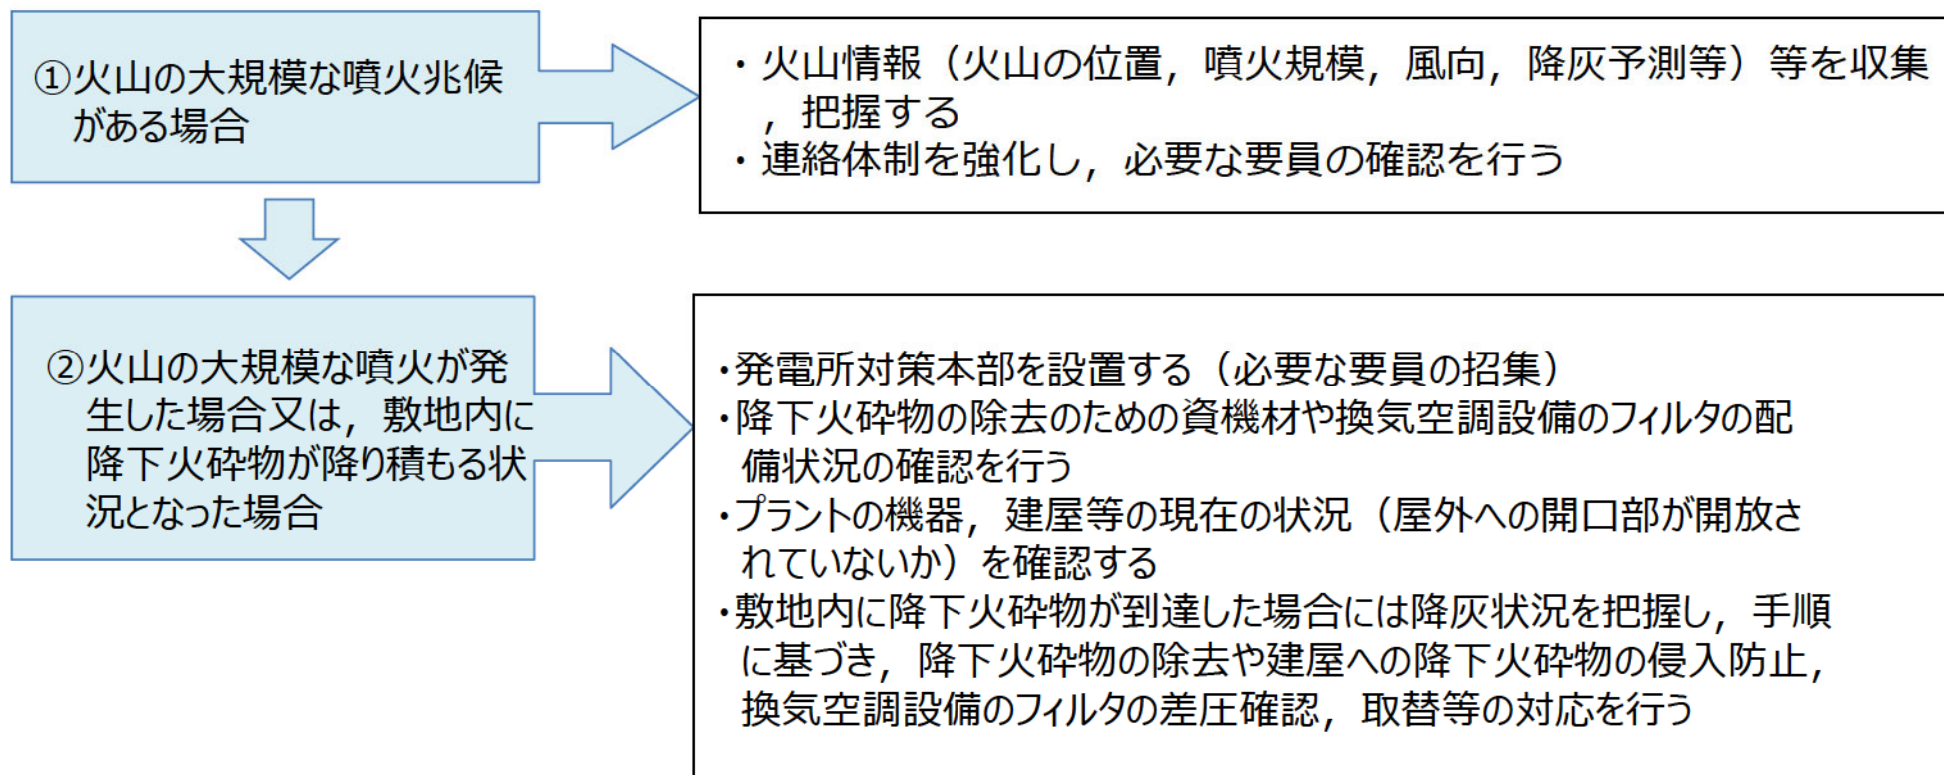 ①火山の大規模な噴火兆候
がある場合
・火山情報（火山の位置，噴火規模，風向，降灰予測等）等を収集
，把握する
・連絡体制を強化し，必要な要員の確認を行う
②火山の大規模な噴火が発
生した場合又は，敷地内に
降下火砕物が降り積もる状
況となった場合
・発電所対策本部を設置する（必要な要員の招集）
・降下火砕物の除去のための資機材や換気空調設備のフィルタの配
備状況の確認を行う
・プラントの機器，建屋等の現在の状況（屋外への開口部が開放さ
れていないか）を確認する
・敷地内に降下火砕物が到達した場合には降灰状況を把握し，手順
に基づき，降下火砕物の除去や建屋への降下火砕物の侵入防止，
換気空調設備のフィルタの差圧確認，取替等の対応を行う